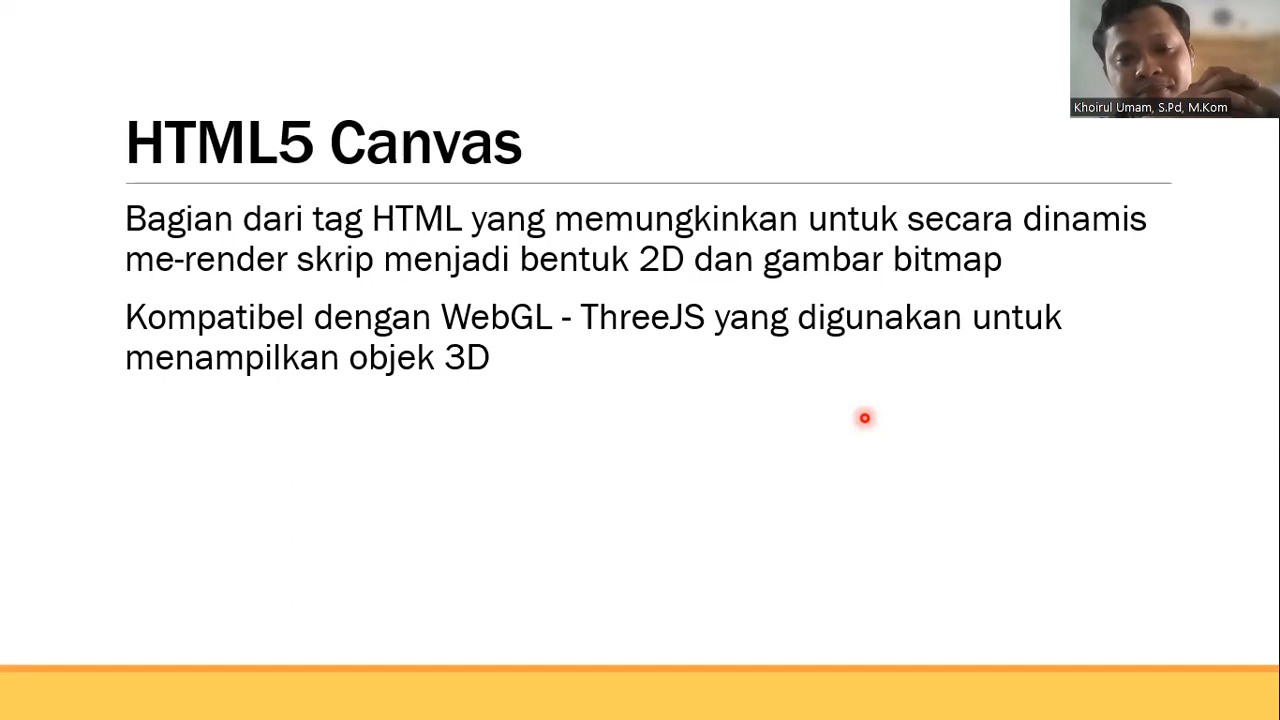 Khoirul Umam, S.Pd, M.Kom
HTML5 Canvas
Bagian dari tag HTML yang memungkinkan untuk secara dinamis
me-render skrip menjadi bentuk 2D dan gambar bitmap
Kompatibel dengan WebGL - ThreeJS yang digunakan untuk
menampilkan objek 3D